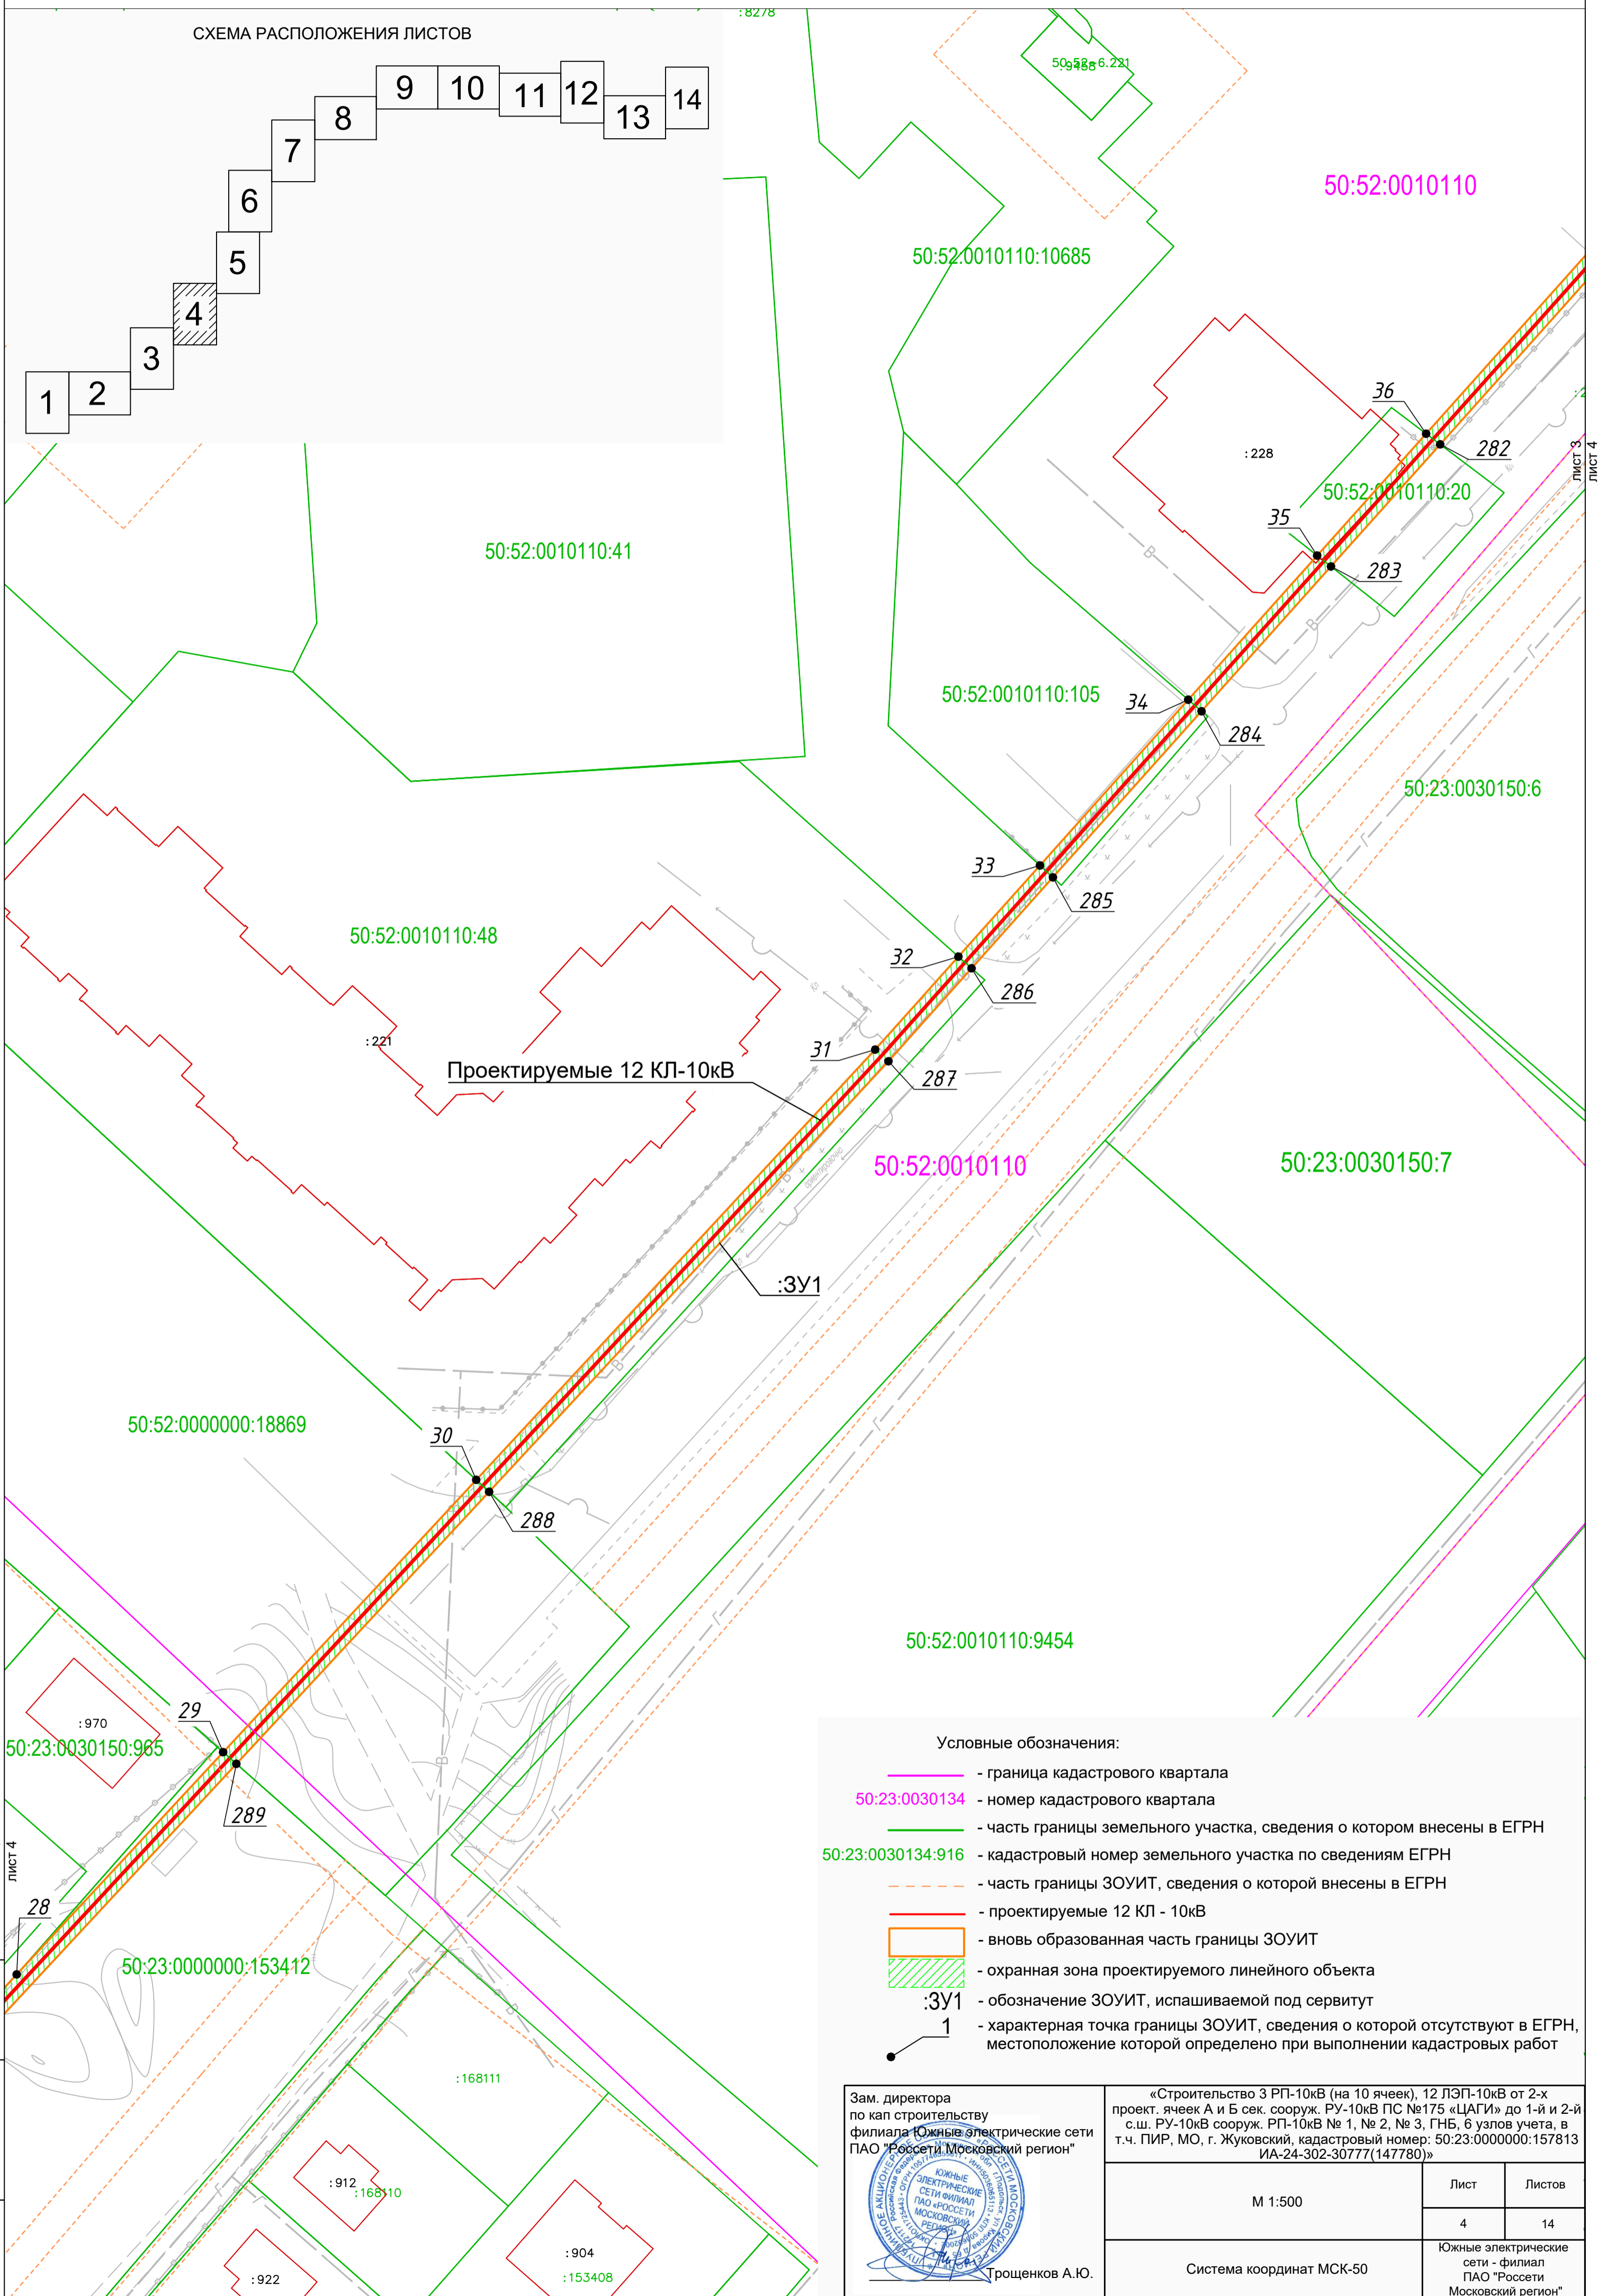 :8278
СХЕМА РАСПОЛОЖЕНИЯ ЛИСТОВ
1
2
3
4
5
6
7
8
9
10
11
12
13
14
50:52:0010110
50:52:0010110:10685
:228
36
282
50:52:0010110:20
лист 3
лист 4
35
283
50:52:0010110:41
50:52:0010110:105
34
284
50:23:0030150:6
33
285
50:52:0010110:48
32
286
:221
31
287
Проектируемые 12 КЛ-10кВ
50:52:0010110
50:23:0030150:7
:ЗУ1
В
В
В
В
В
50:52:0000000:18869
30
288
50:52:0010110:9454
29
:970
50:23:0030150:965
289
лист 4
28
50:23:0000000:153412
:168111
:912
:168110
:904
:153408
:922
Условные обозначения:
- граница кадастрового квартала
50:23:0030134 - номер кадастрового квартала
- часть границы земельного участка, сведения о котором внесены в ЕГРН
50:23:0030134:916 - кадастровый номер земельного участка по сведениям ЕГРН
- часть границы ЗОУИТ, сведения о которой внесены в ЕГРН
- проектируемые 12 КЛ - 10кВ
- вновь образованная часть границы ЗОУИТ
- охранная зона проектируемого линейного объекта
:ЗУ1 - обозначение ЗОУИТ, испашиваемой под сервитут
1 - характерная точка границы ЗОУИТ, сведения о которой отсутствуют в ЕГРН,
местоположение которой определено при выполнении кадастровых работ
Зам. директора
по кап строительству
филиала Южные электрические сети
ПАО "Россети Московский регион"
ЮЖНЫЕ
ЭЛЕКТРИЧЕСКИЕ
СЕТИ ФИЛИАЛ
ПАО «РОССЕТИ
МОСКОВСКИЙ
РЕГИОН»
Трощенков А.Ю.
«Строительство 3 РП-10кВ (на 10 ячеек), 12 ЛЭП-10кВ от 2-х
проект. ячеек А и Б сек. сооруж. РУ-10кВ ПС №175 «ЦАГИ» до 1-й и 2-й
с.ш. РУ-10кВ сооруж. РП-10кВ № 1, № 2, № 3, ГНБ, 6 узлов учета, в
т.ч. ПИР, МО, г. Жуковский, кадастровый номер: 50:23:0000000:157813
ИА-24-302-30777(147780)»
М 1:500
Лист
Листов
4
14
Система координат МСК-50
Южные электрические
сети - филиал
ПАО "Россети
Московский регион"